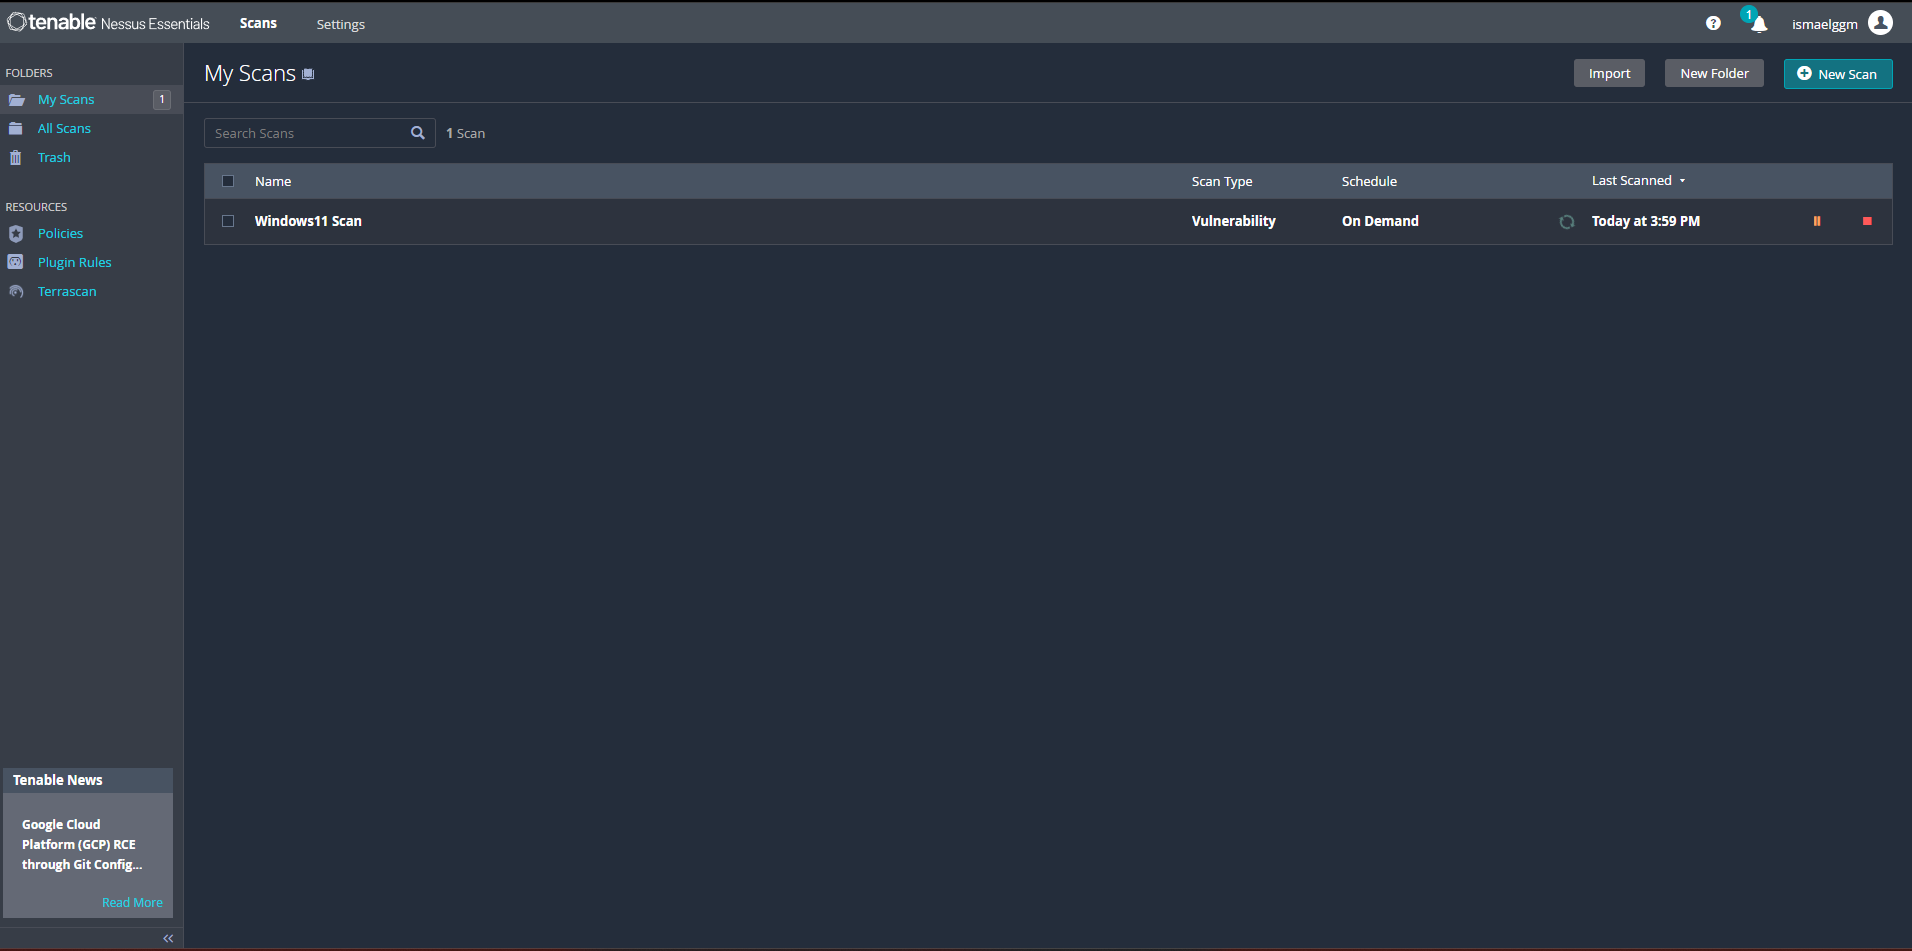 tenable Nessus Essentials Scans Settings ? 1 ismaelggm
FOLDERS
My Scans 1
All Scans
Trash
RESOURCES
Policies
Plugin Rules
Terrascan
Tenable News
Google Cloud
Platform (GCP) RCE
through Git Config...
Read More
My Scans Import New Folder New Scan
Search Scans 1 Scan
Name Scan Type Schedule Last Scanned
Windows11 Scan Vulnerability On Demand Today at 3:59 PM